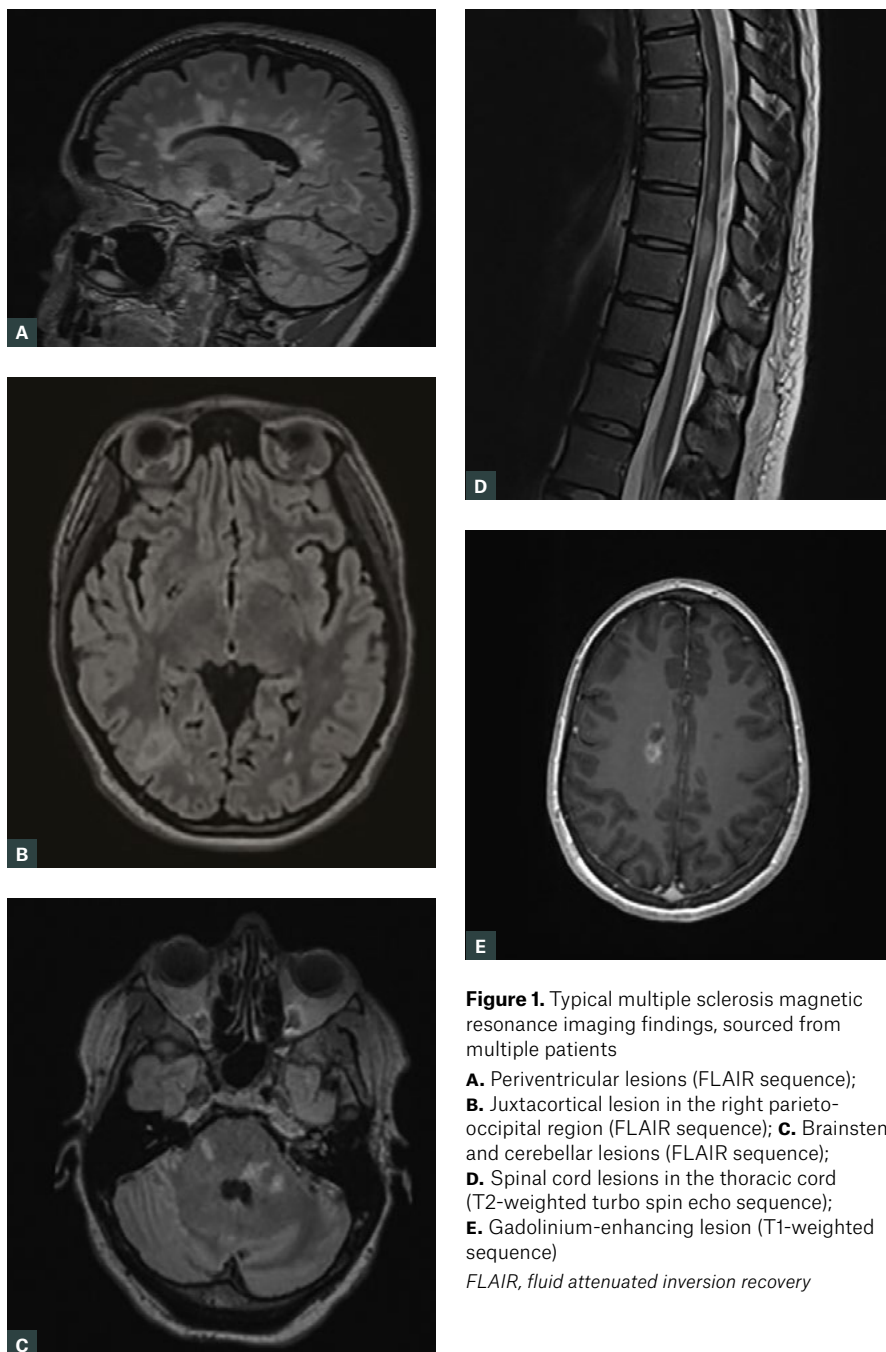 A
B
C
D
E
Figure 1. Typical multiple sclerosis magnetic
resonance imaging findings, sourced from
multiple patients
A. Periventricular lesions (FLAIR sequence);
B. Juxtacortical lesion in the right parieto-
occipital region (FLAIR sequence); C. Brainsten
and cerebellar lesions (FLAIR sequence);
D. Spinal cord lesions in the thoracic cord
(T2-weighted turbo spin echo sequence);
E. Gadolinium-enhancing lesion (T1-weighted
sequence)
FLAIR, fluid attenuated inversion recovery